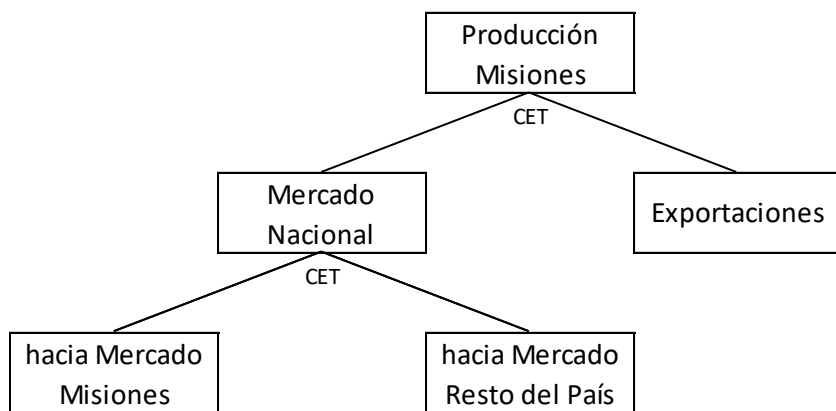 Producción
Misiones
CET
Mercado
Nacional
Exportaciones
CET
hacia Mercado
Misiones
hacia Mercado
Resto del País